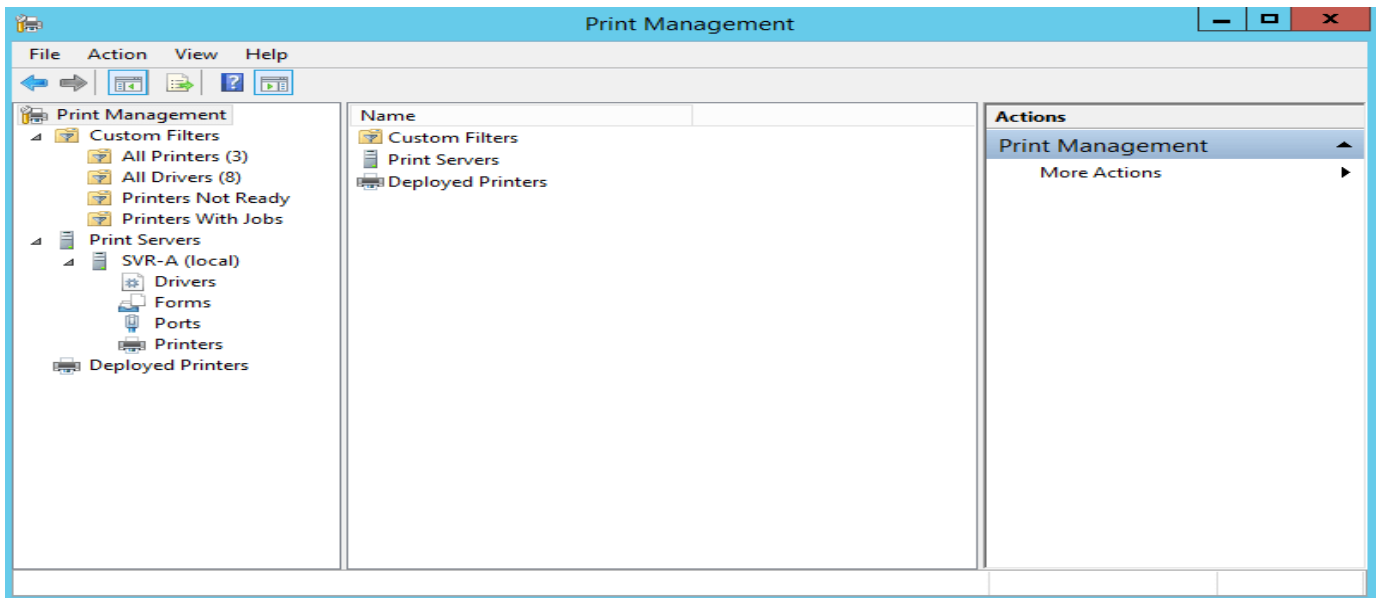 Print Management
File Action View Help
Print Management
Custom Filters
All Printers (3)
All Drivers (8)
Printers Not Ready
Printers With Jobs
Print Servers
SVR-A (local)
Drivers
Forms
Ports
Printers
Deployed Printers
Name
Custom Filters
Print Servers
Deployed Printers
Actions
Print Management
More Actions